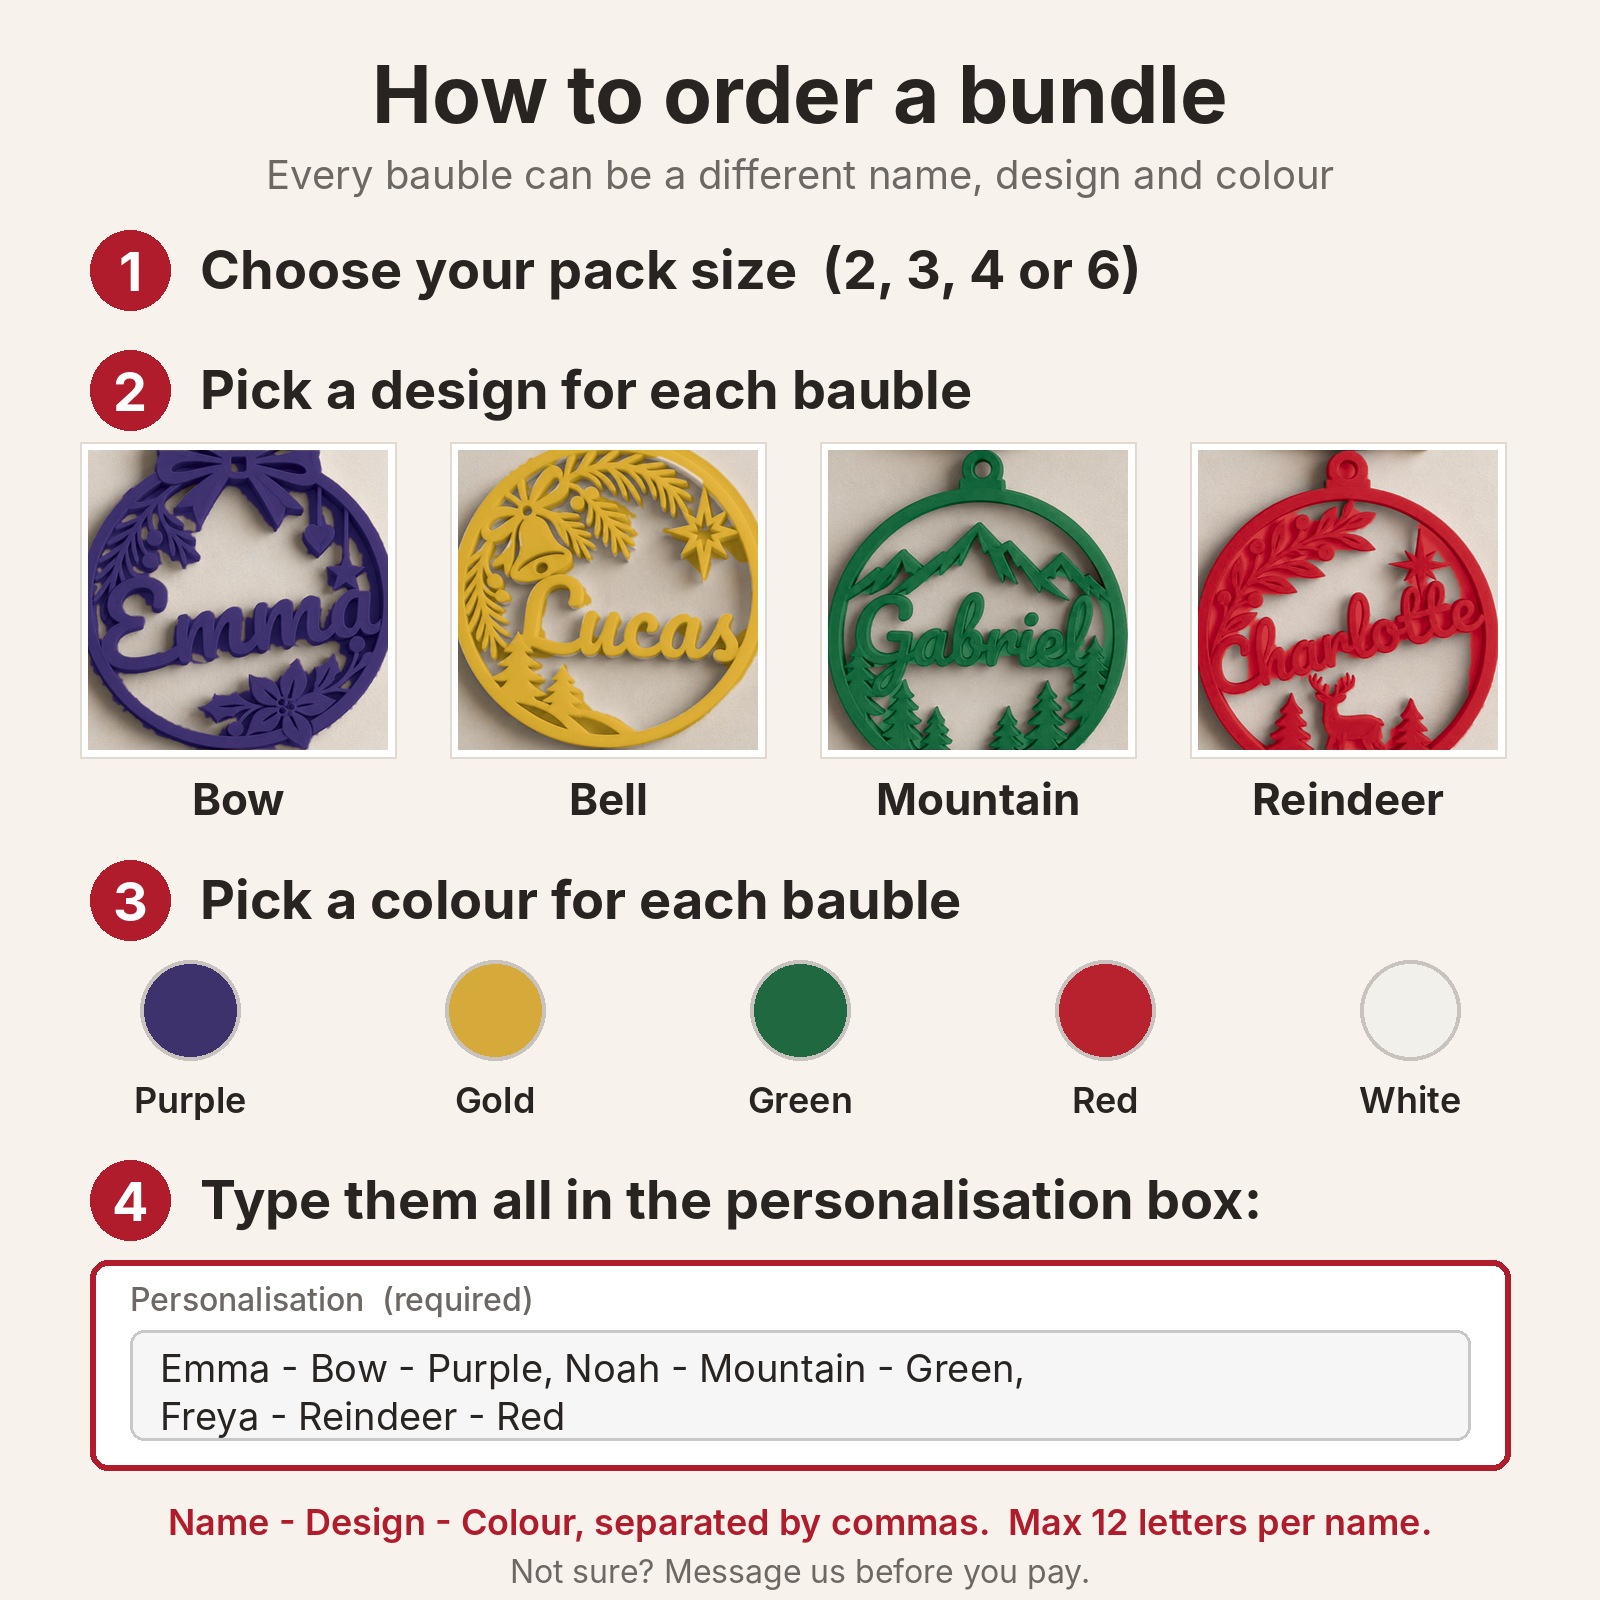 How to order a bundle
Every bauble can be a different name, design and colour
1 Choose your pack size (2, 3, 4 or 6)
2 Pick a design for each bauble
Emma Lucas Gabriel Charlotte
Bow Bell Mountain Reindeer
3 Pick a colour for each bauble
Purple Gold Green Red White
4 Type them all in the personalisation box:
Personalisation (required)
Emma - Bow - Purple, Noah - Mountain - Green,
Freya - Reindeer - Red
Name - Design - Colour, separated by commas. Max 12 letters per name.
Not sure? Message us before you pay.